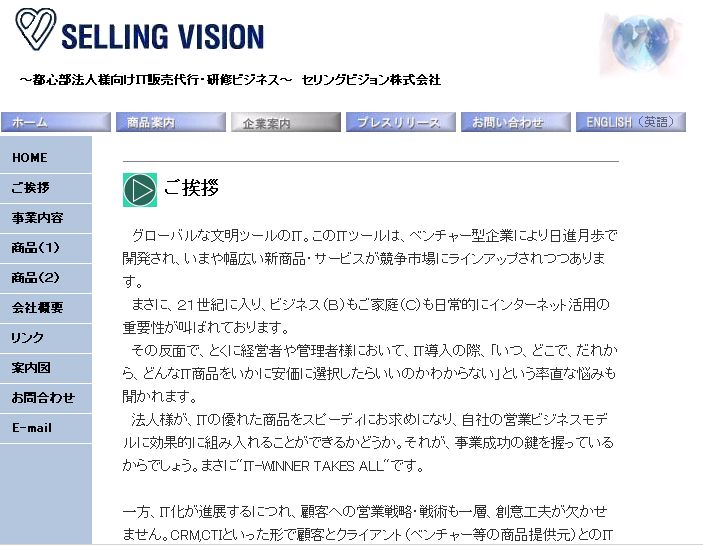 SELLING VISION
～都心部法人様向けIT販売代行・研修ビジネス～ セリングビジョン株式会社
ホーム
商品案内
企業案内
プレスリリース
お問い合わせ
ENGLISH（英語）
HOME
ご挨拶
事業内容
商品（1）
商品（2）
会社概要
リンク
案内図
お問合わせ
E-mail
ご挨拶
グローバルな文明ツールのIT。このITツールは、ベンチャー型企業により日進月歩で
開発され、いまや幅広い新商品・サービスが競争市場にラインアップされつつありま
す。
まさに、２１世紀に入り、ビジネス（B）もご家庭（C）も日常的にインターネット活用の
重要性が叫ばれております。
その反面で、とくに経営者や管理者様において、IT導入の際、「いつ、どこで、だれか
ら、どんなIT商品をいかに安価に選択したらいいのかわからない」という率直な悩みも
聞かれます。
法人様が、ITの優れた商品をスピーディにお求めになり、自社の営業ビジネスモデ
ルに効果的に組み入れることができるかどうか。それが、事業成功の鍵を握っている
からでしょう。まさに“IT-WINNER TAKES ALL”です。
一方、IT化が進展するにつれ、顧客への営業戦略・戦術も一層、創意工夫が欠かせ
ません。CRM,CTIといった形で顧客とクライアント（ベンチャー等の商品提供元）とのIT